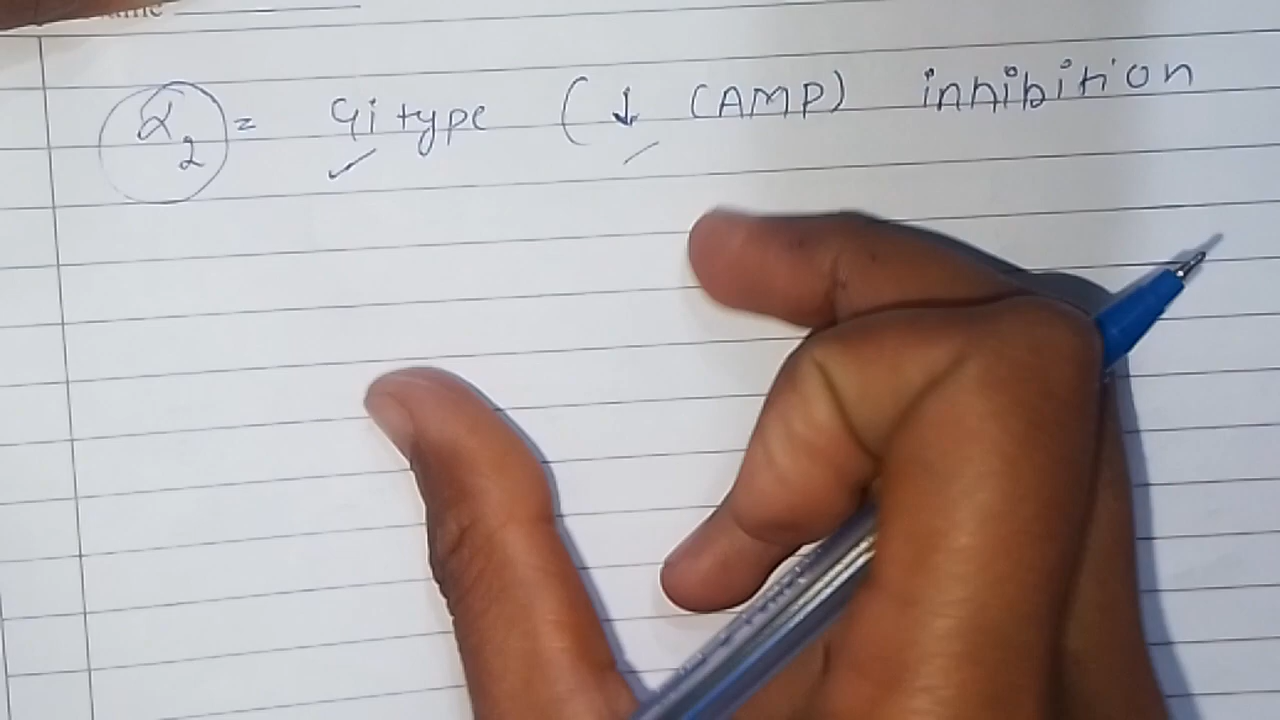 α₂ = Gi type (↓ CAMP) inhibition